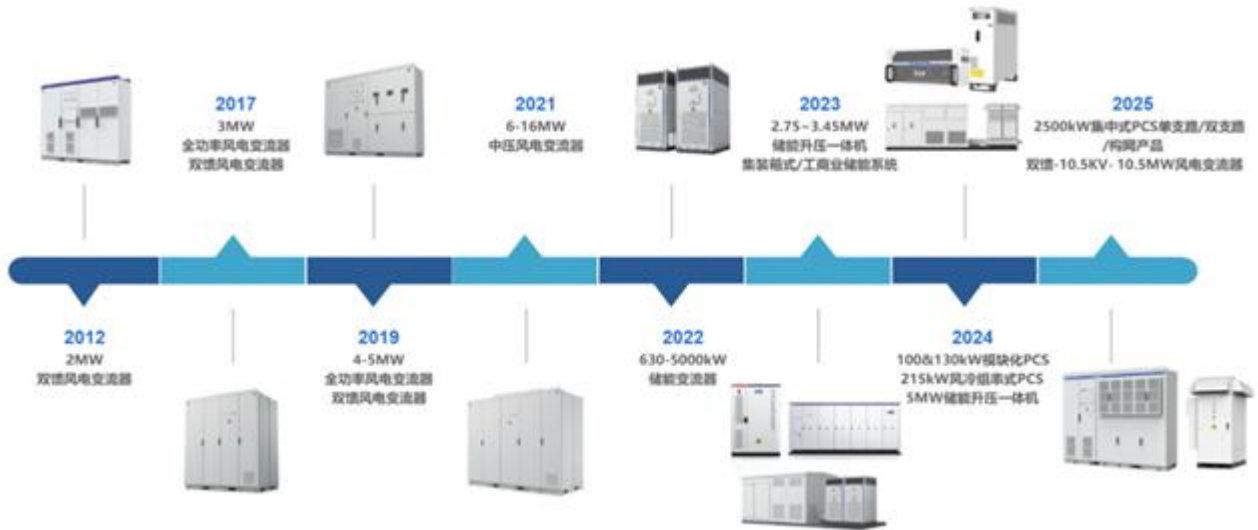 2012
2MW
双馈风电变流器
2017
3MW
全功率风电变流器
双馈风电变流器
2019
4-5MW
全功率风电变流器
双馈风电变流器
2021
6-16MW
中压风电变流器
2022
630-5000kW
储能变流器
2023
2.75~3.45MW
储能升压一体机
集装箱式/工商业储能系统
2024
100&130kW模块化PCS
215kW风冷组串式PCS
5MW储能升压一体机
2025
2500kW集中式PCS单支路/双支路
/构网产品
双馈-10.5KV- 10.5MW风电变流器